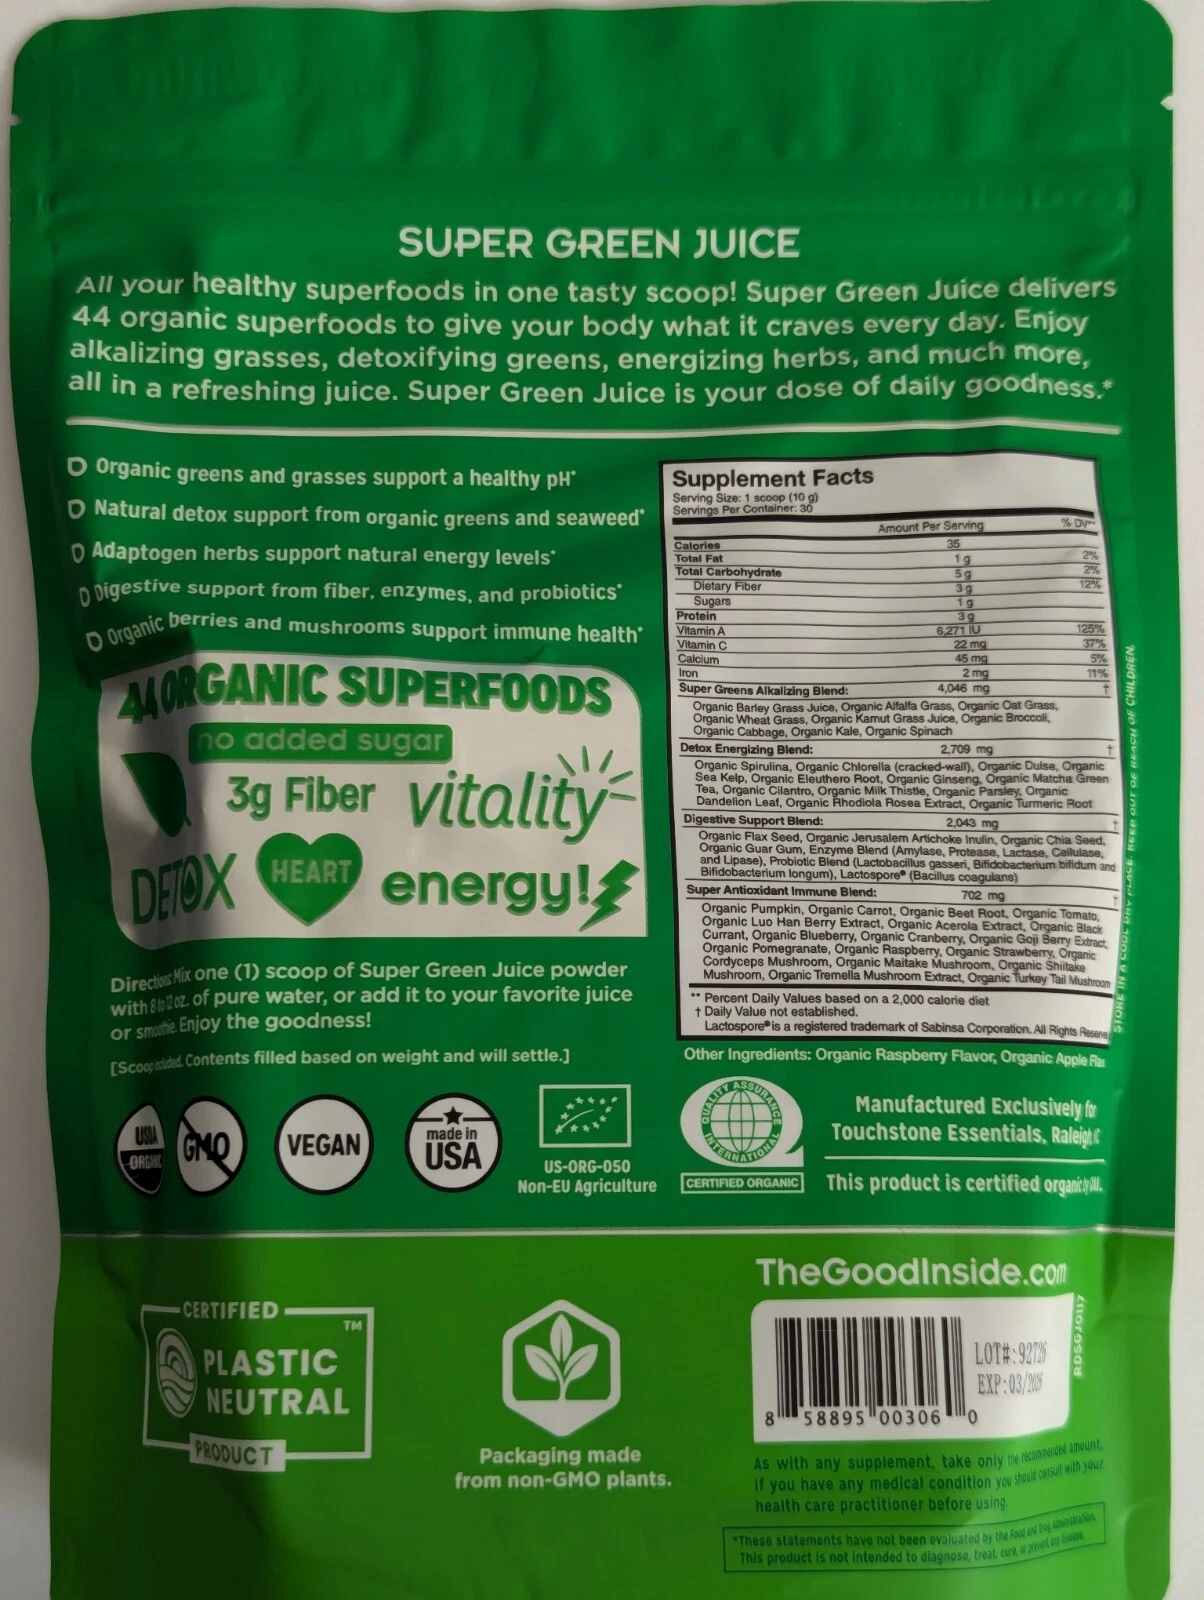 SUPER GREEN JUICE
All your healthy superfoods in one tasty scoop! Super Green Juice delivers
44 organic superfoods to give your body what it craves every day. Enjoy
alkalizing grasses, detoxifying greens, energizing herbs, and much more,
all in a refreshing juice. Super Green Juice is your dose of daily goodness.*
Organic greens and grasses support a healthy pH*
Natural detox support from organic greens and seaweed*
Adaptogen herbs support natural energy levels*
Digestive support from fiber, enzymes, and probiotics*
Organic berries and mushrooms support immune health*
44 ORGANIC SUPERFOODS
no added sugar
3g Fiber vitality
DETOX HEART energy!
Directions: Mix one (1) scoop of Super Green Juice powder
with 8 to 12 oz. of pure water, or add it to your favorite juice
or smoothie. Enjoy the goodness!
[Scoop included. Contents filled based on weight and will settle.]
Supplement Facts
Serving Size: 1 scoop (10 g)
Servings Per Container: 30
Amount Per Serving % DV**
Calories 35
Total Fat 1 g 2%
Total Carbohydrate 5 g 2%
Dietary Fiber 3 g 12%
Sugars 1 g
Protein 3 g
Vitamin A 6,271 IU 125%
Vitamin C 22 mg 37%
Calcium 45 mg 5%
Iron 2 mg 11%
Super Greens Alkalizing Blend: 4,046 mg †
Organic Barley Grass Juice, Organic Alfalfa Grass, Organic Oat Grass,
Organic Wheat Grass, Organic Kamut Grass Juice, Organic Broccoli,
Organic Cabbage, Organic Kale, Organic Spinach
Detox Energizing Blend: 2,709 mg †
Organic Spirulina, Organic Chlorella (cracked-wall), Organic Dulse, Organic
Sea Kelp, Organic Eleuthero Root, Organic Ginseng, Organic Matcha Green
Tea, Organic Cilantro, Organic Milk Thistle, Organic Parsley, Organic
Dandelion Leaf, Organic Rhodiola Rosea Extract, Organic Turmeric Root
Digestive Support Blend: 2,043 mg †
Organic Flax Seed, Organic Jerusalem Artichoke Inulin, Organic Chia Seed,
Organic Guar Gum, Enzyme Blend (Amylase, Protease, Lactase, Cellulase,
and Lipase), Probiotic Blend (Lactobacillus gasseri, Bifidobacterium bifidum and
Bifidobacterium longum), Lactospore® (Bacillus coagulans)
Super Antioxidant Immune Blend: 702 mg †
Organic Pumpkin, Organic Carrot, Organic Beet Root, Organic Tomato,
Organic Luo Han Berry Extract, Organic Acerola Extract, Organic Black
Currant, Organic Blueberry, Organic Cranberry, Organic Goji Berry Extract,
Organic Pomegranate, Organic Raspberry, Organic Strawberry, Organic
Cordyceps Mushroom, Organic Maitake Mushroom, Organic Shiitake
Mushroom, Organic Tremella Mushroom Extract, Organic Turkey Tail Mushroom
** Percent Daily Values based on a 2,000 calorie diet
† Daily Value not established.
Lactospore® is a registered trademark of Sabinsa Corporation. All Rights Reserve
Other Ingredients: Organic Raspberry Flavor, Organic Apple Flav
STORE IN A COOL DRY PLACE. KEEP OUT OF REACH OF CHILDREN.
USDA
ORGANIC
GMO
VEGAN
made in
USA
US-ORG-050
Non-EU Agriculture
QUALITY ASSURANCE
INTERNATIONAL
CERTIFIED ORGANIC
Manufactured Exclusively for
Touchstone Essentials, Raleigh
This product is certified organic by QAI.
CERTIFIED
PLASTIC
NEUTRAL
PRODUCT
TM
Packaging made
from non-GMO plants.
TheGoodInside.com
LOT#:92726
EXP:03/2026
8 58895 00306 0
RDSGJ0117
As with any supplement, take only the recommended amount.
If you have any medical condition you should consult with your
health care practitioner before using.
*These statements have not been evaluated by the Food and Drug Administration.
This product is not intended to diagnose, treat, cure, or prevent any disease.